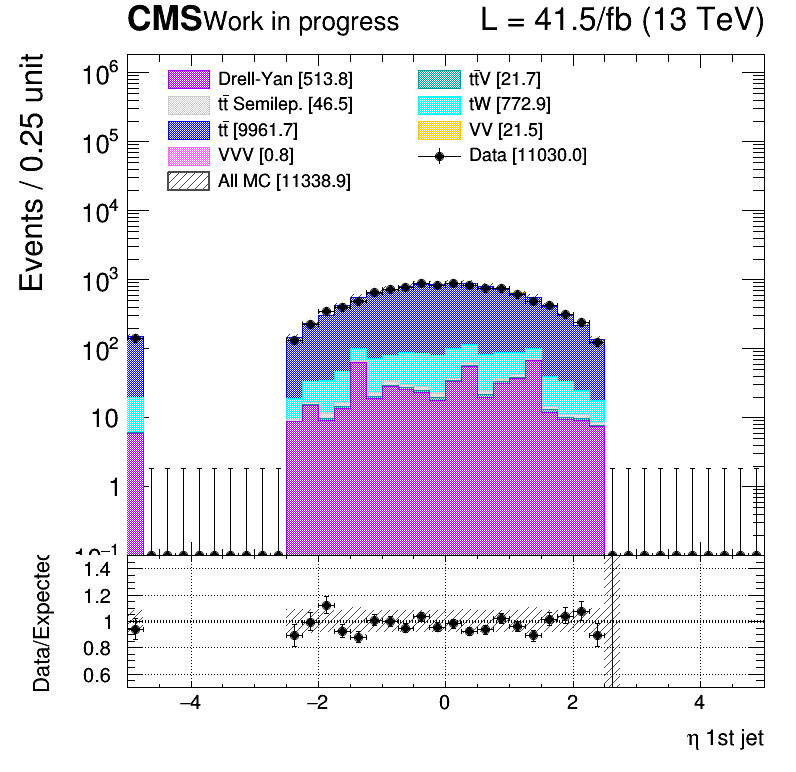 CMS Work in progress L = 41.5/fb (13 TeV)
Events / 0.25 unit
10⁶
10⁵
10⁴
10³
10²
10
1
10⁻¹
Drell-Yan [513.8]
tt̄ Semilep. [46.5]
tt̄ [9961.7]
VVV [0.8]
All MC [11338.9]
tt̄V [21.7]
tW [772.9]
VV [21.5]
Data [11030.0]
Data/Expected
1.4
1.2
1
0.8
0.6
−4 −2 0 2 4
η 1st jet